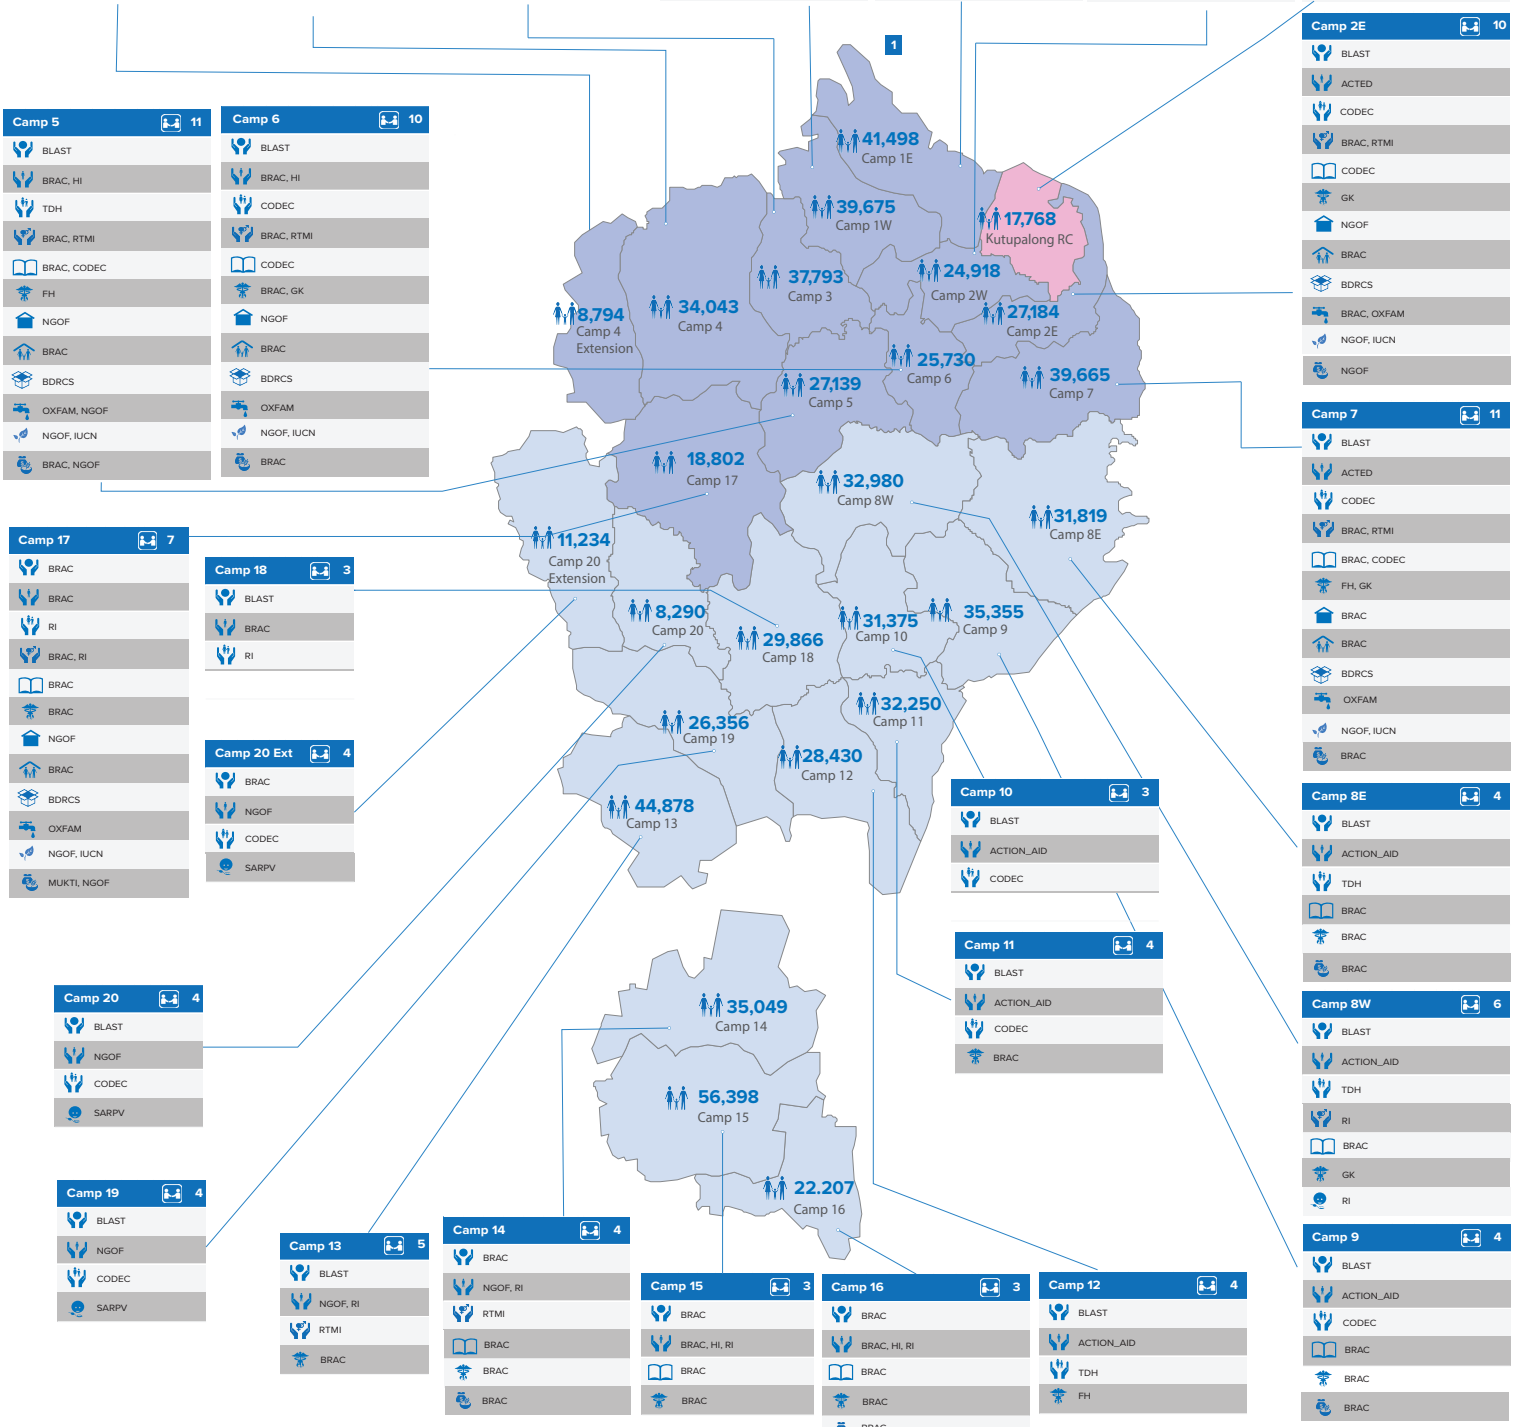 1
41,498
Camp 1E
39,675
Camp 1W
17,768
Kutupalong RC
37,793
Camp 3
24,918
Camp 2W
8,794
Camp 4
Extension
34,043
Camp 4
27,184
Camp 2E
25,730
Camp 6
27,139
Camp 5
39,665
Camp 7
18,802
Camp 17
32,980
Camp 8W
31,819
Camp 8E
11,234
Camp 20
Extension
8,290
Camp 20
29,866
Camp 18
31,375
Camp 10
35,355
Camp 9
32,250
Camp 11
26,356
Camp 19
28,430
Camp 12
44,878
Camp 13
35,049
Camp 14
56,398
Camp 15
22.207
Camp 16
Camp 5 11
BLAST
BRAC, HI
TDH
BRAC, RTMI
BRAC, CODEC
FH
NGOF
BRAC
BDRCS
OXFAM, NGOF
NGOF, IUCN
BRAC, NGOF
Camp 6 10
BLAST
BRAC, HI
CODEC
BRAC, RTMI
CODEC
BRAC, GK
NGOF
BRAC
BDRCS
OXFAM
NGOF, IUCN
BRAC
Camp 2E 10
BLAST
ACTED
CODEC
BRAC, RTMI
CODEC
GK
NGOF
BRAC
BDRCS
BRAC, OXFAM
NGOF, IUCN
NGOF
Camp 7 11
BLAST
ACTED
CODEC
BRAC, RTMI
BRAC, CODEC
FH, GK
BRAC
BRAC
BDRCS
OXFAM
NGOF, IUCN
BRAC
Camp 17 7
BRAC
BRAC
RI
BRAC, RI
BRAC
BRAC
NGOF
BRAC
BDRCS
OXFAM
NGOF, IUCN
MUKTI, NGOF
Camp 18 3
BLAST
BRAC
RI
Camp 20 Ext 4
BRAC
NGOF
CODEC
SARPV
Camp 10 3
BLAST
ACTION_AID
CODEC
Camp 8E 4
BLAST
ACTION_AID
TDH
BRAC
BRAC
BRAC
Camp 11 4
BLAST
ACTION_AID
CODEC
BRAC
Camp 20 4
BLAST
NGOF
CODEC
SARPV
Camp 8W 6
BLAST
ACTION_AID
TDH
RI
BRAC
GK
RI
Camp 19 4
BLAST
NGOF
CODEC
SARPV
Camp 13 5
BLAST
NGOF, RI
RTMI
BRAC
Camp 14 4
BRAC
NGOF, RI
RTMI
BRAC
BRAC
BRAC
Camp 15 3
BRAC
BRAC, HI, RI
BRAC
BRAC
Camp 16 3
BRAC
BRAC, HI, RI
BRAC
BRAC
BRAC
Camp 12 4
BLAST
ACTION_AID
TDH
FH
Camp 9 4
BLAST
ACTION_AID
CODEC
BRAC
BRAC
BRAC